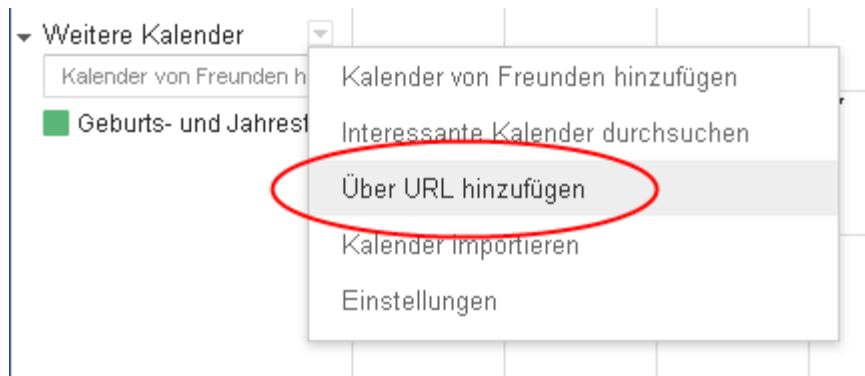 Weitere Kalender
Kalender von Freunden h
Geburts- und Jahrest
Kalender von Freunden hinzufügen
Interessante Kalender durchsuchen
Über URL hinzufügen
Kalender Importieren
Einstellungen